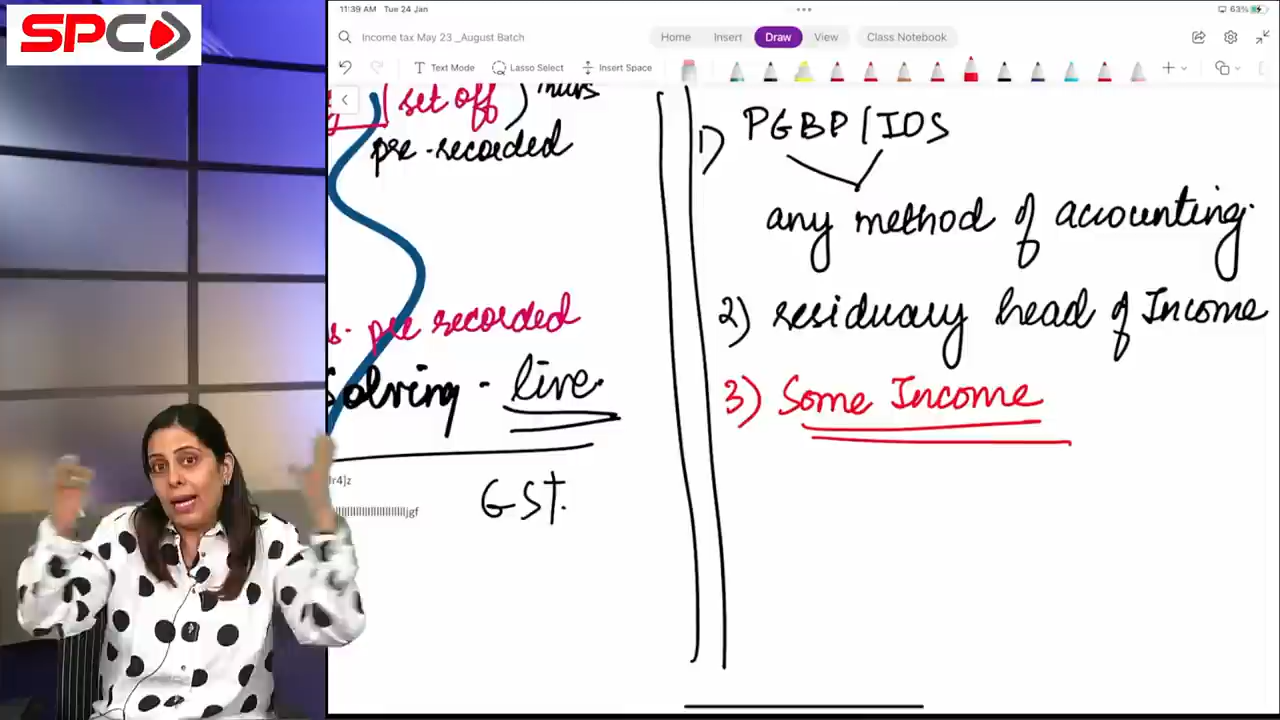 SPC
11:39 AM Tue 24 Jan
63%
Income tax May 23 _August Batch
Home Insert Draw View Class Notebook
Text Mode Lasso Select Insert Space
set off)
pre-recorded
s. pre recorded
Solving - live.
lr4]z
jgf
GST.
1) PGBP/IOS
any method of accounting.
2) residuary head of Income
3) Some Income